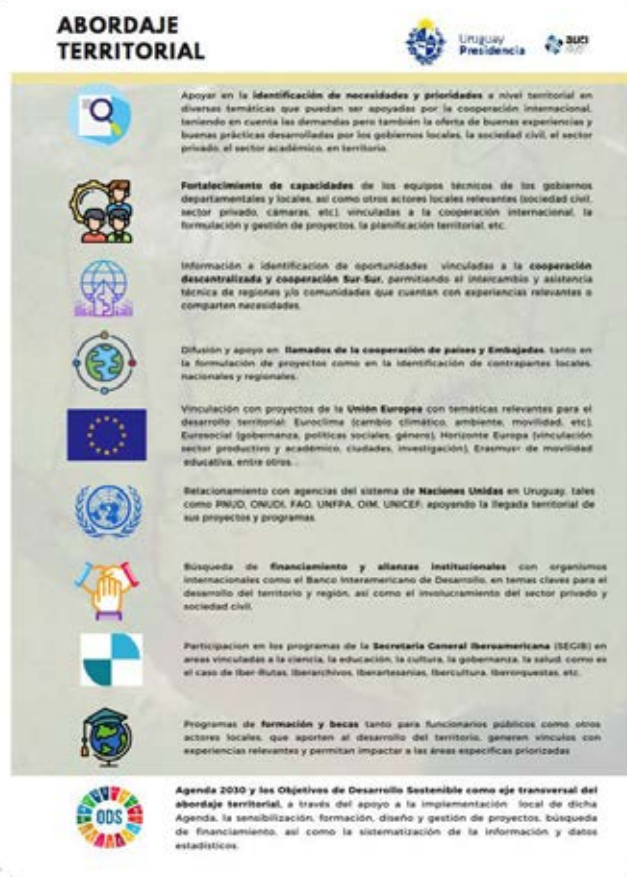 ABORDAJE
TERRITORIAL
Uruguay
Presidencia
auci
Apoyar en la identificación de necesidades y prioridades a nivel territorial en
diversas temáticas que puedan ser apoyadas por la cooperación internacional,
teniendo en cuenta las demandas pero también la oferta de buenas experiencias y
buenas prácticas desarrolladas por los gobiernos locales, la sociedad civil, el sector
privado, el sector académico, en territorio.
Fortalecimiento de capacidades de los equipos técnicos de los gobiernos
departamentales y locales, así como otros actores locales relevantes (sociedad civil,
sector privado, cámaras, etc), vinculadas a la cooperación internacional, la
formulación y gestión de proyectos, la planificación territorial, etc.
Información e identificacion de oportunidades vinculadas a la cooperación
descentralizada y cooperación Sur-Sur, permitiendo el intercambio y asistencia
técnica de regiones y/o comunidades que cuentan con experiencias relevantes o
comparten necesidades.
Difusión y apoyo en llamados de la cooperación de países y Embajadas, tanto en
la formulación de proyectos como en la identificación de contrapartes locales,
nacionales y regionales.
Vinculación con proyectos de la Unión Europea con temáticas relevantes para el
desarrollo territorial: Euroclima (cambio climático, ambiente, movilidad, etc),
Eurosocial (gobernanza, políticas sociales, género), Horizonte Europa (vinculación
sector productivo y académico, ciudades, investigación), Erasmus+ de movilidad
educativa, entre otros.
Relacionamiento con agencias del sistema de Naciones Unidas en Uruguay, tales
como PNUD, ONUDI, FAO, UNFPA, OIM, UNICEF; apoyando la llegada territorial de
sus proyectos y programas.
Búsqueda de financiamiento y alianzas institucionales con organismos
internacionales como el Banco Interamericano de Desarrollo, en temas claves para el
desarrollo del territorio y región, así como el involucramiento del sector privado y
sociedad civil.
Participacion en los programas de la Secretaría General Iberoamericana (SEGIB) en
areas vinculadas a la ciencia, la educación, la cultura, la gobernanza, la salud, como es
el caso de Iber-Rutas, Iberarchivos, Iberartesanias, Ibercultura, Iberorquestas, etc.
Programas de formación y becas tanto para funcionarios públicos como otros
actores locales, que aporten al desarrollo del territorio, generen vínculos con
experiencias relevantes y permitan impactar a las áreas específicas priorizadas
ODS
Agenda 2030 y los Objetivos de Desarrollo Sostenible como eje transversal del
abordaje territorial, a través del apoyo a la implementación local de dicha
Agenda, la sensibilización, formación, diseño y gestión de proyectos, búsqueda
de financiamiento, así como la sistematización de la información y datos
estadísticos.